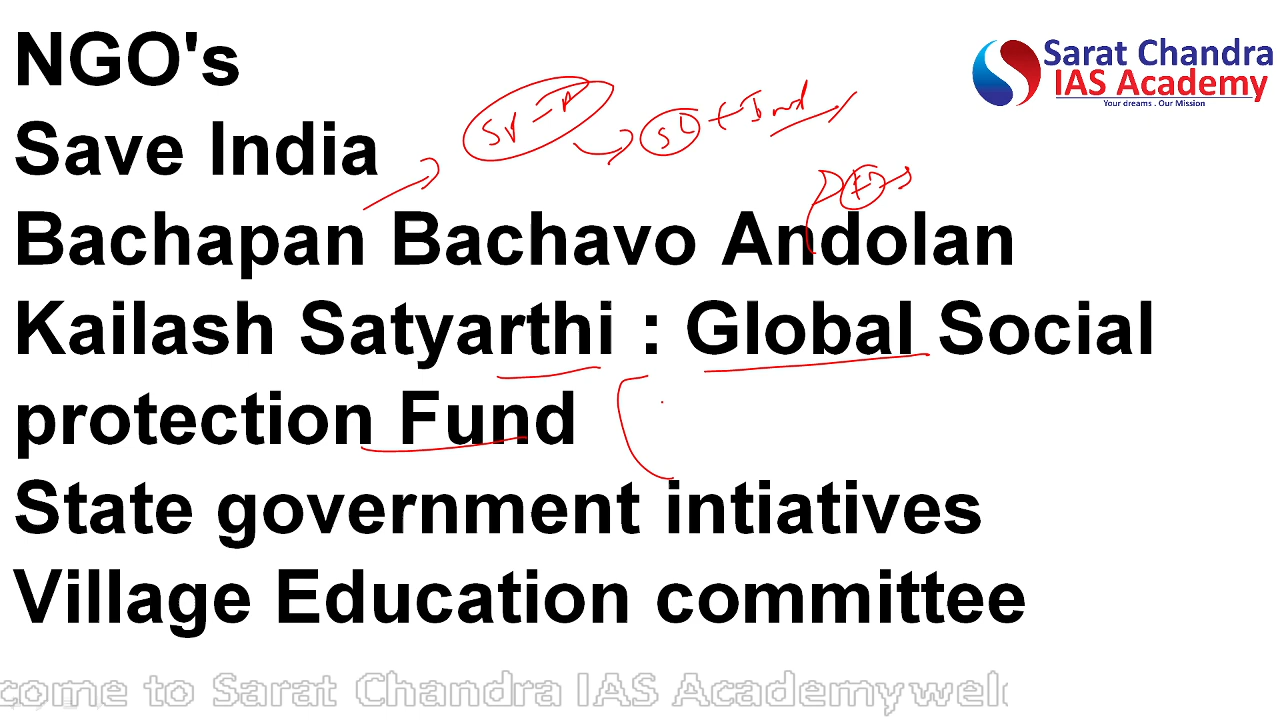 NGO's
Sarat Chandra
IAS Academy
Your dreams . Our Mission
Save India
Bachapan Bachavo Andolan
Kailash Satyarthi : Global Social
protection Fund
State government intiatives
Village Education committee
come to Sarat Chandra IAS Academy welc